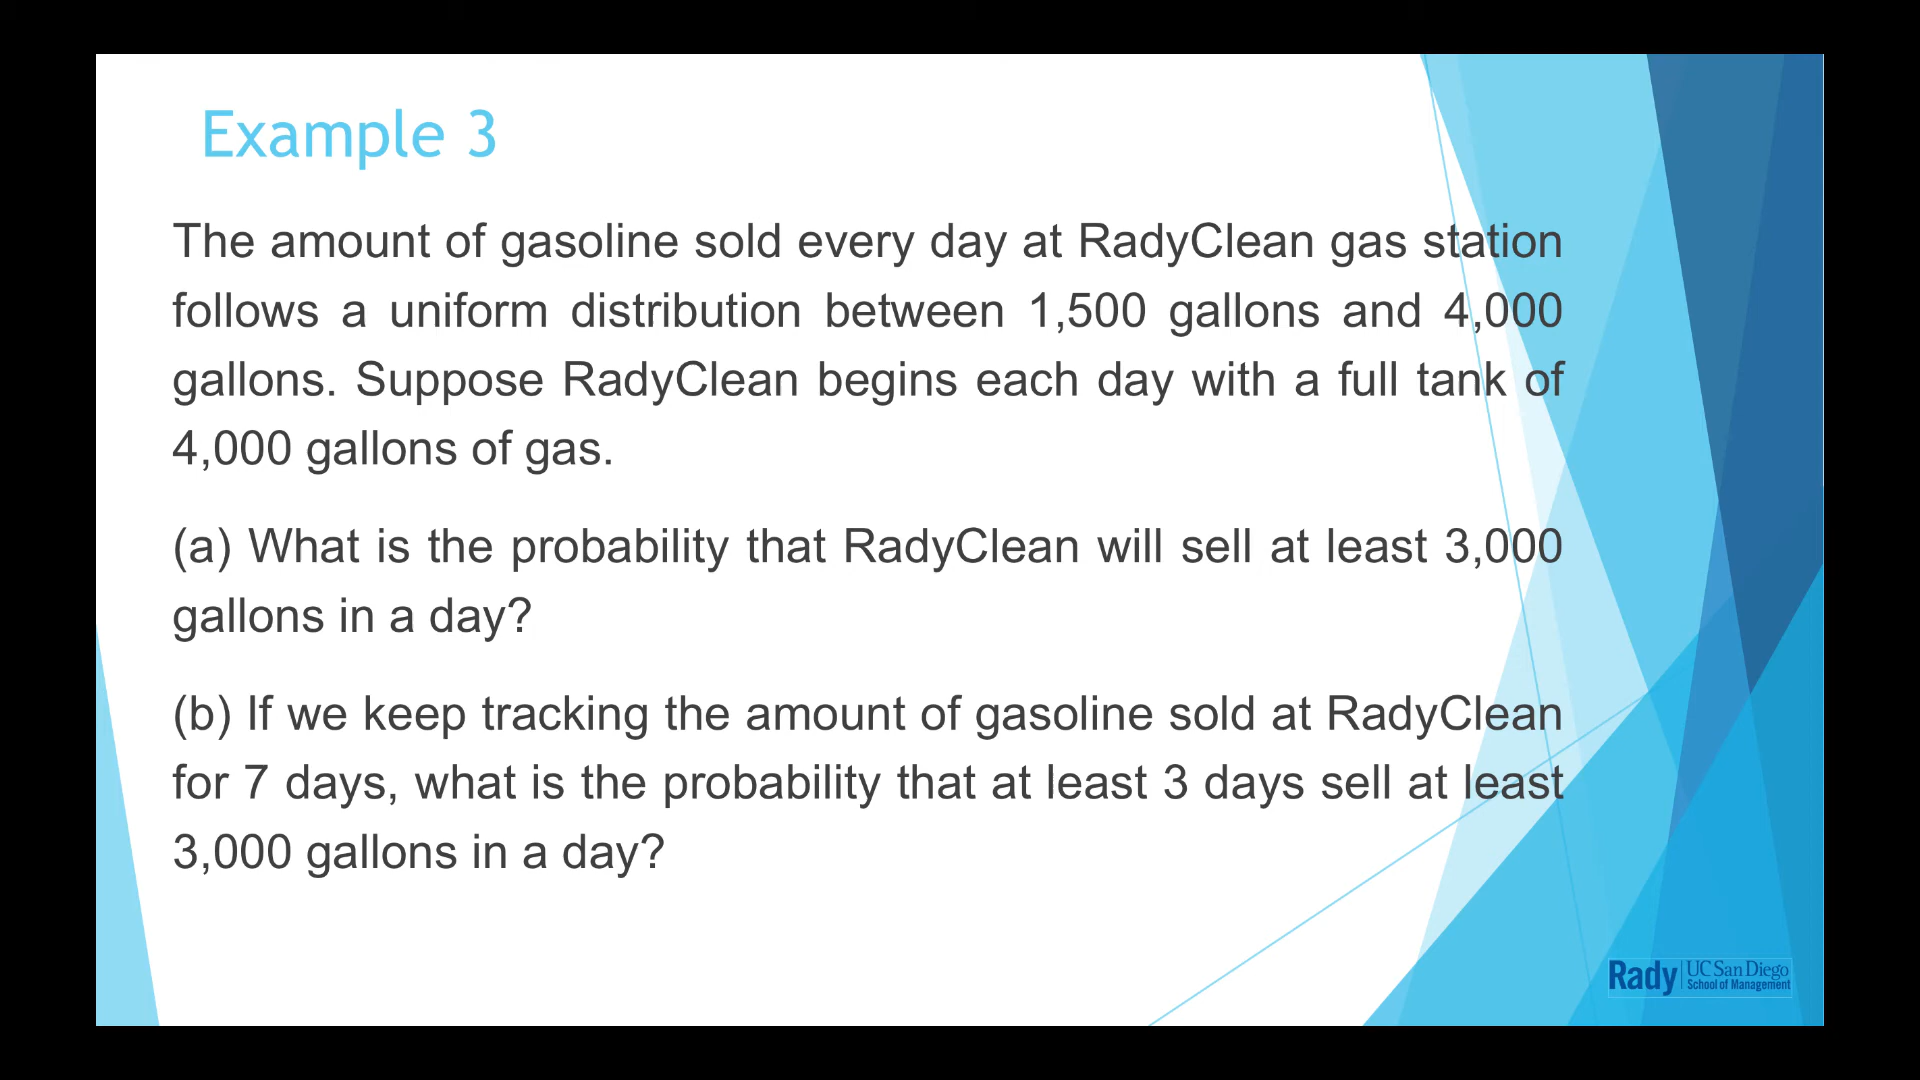 Example 3
The amount of gasoline sold every day at RadyClean gas station
follows a uniform distribution between 1,500 gallons and 4,000
gallons. Suppose RadyClean begins each day with a full tank of
4,000 gallons of gas.
(a) What is the probability that RadyClean will sell at least 3,000
gallons in a day?
(b) If we keep tracking the amount of gasoline sold at RadyClean
for 7 days, what is the probability that at least 3 days sell at least
3,000 gallons in a day?
Rady
UC San Diego
School of Management